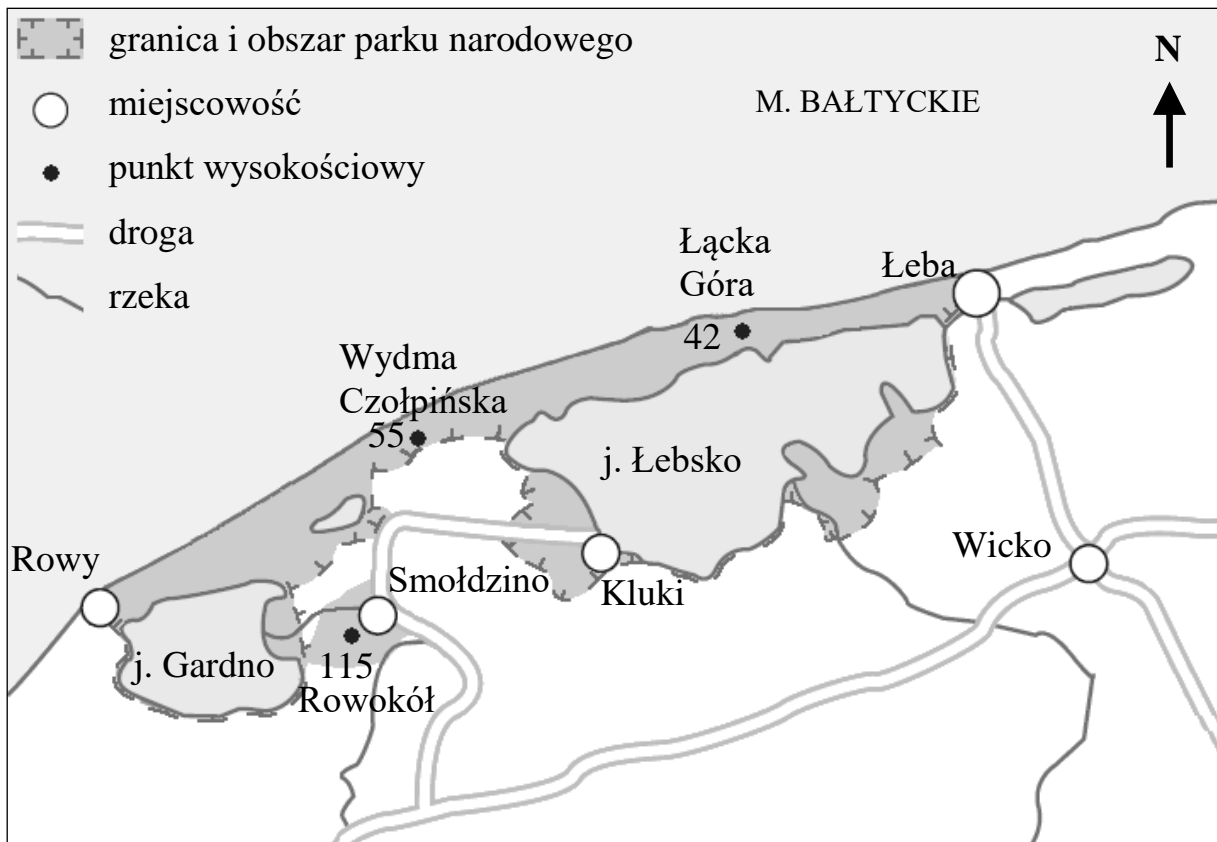 granica i obszar parku narodowego
miejscowość
punkt wysokościowy
droga
rzeka
N
M. BAŁTYCKIE
Łącka
Góra
42
Łeba
Wydma
Czołpińska
55
j. Łebsko
Rowy
Smołdzino
Kluki
Wicko
j. Gardno
115
Rowokół